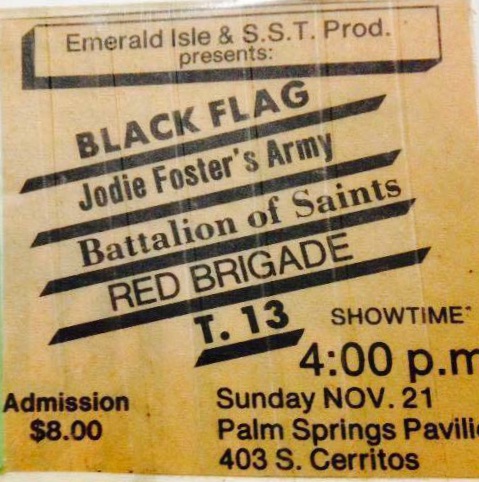 Emerald Isle & S.S.T. Prod.
presents:
BLACK FLAG
Jodie Foster's Army
Battalion of Saints
RED BRIGADE
T. 13
SHOWTIME
4:00 p.m
Admission
$8.00
Sunday NOV. 21
Palm Springs Pavili
403 S. Cerritos